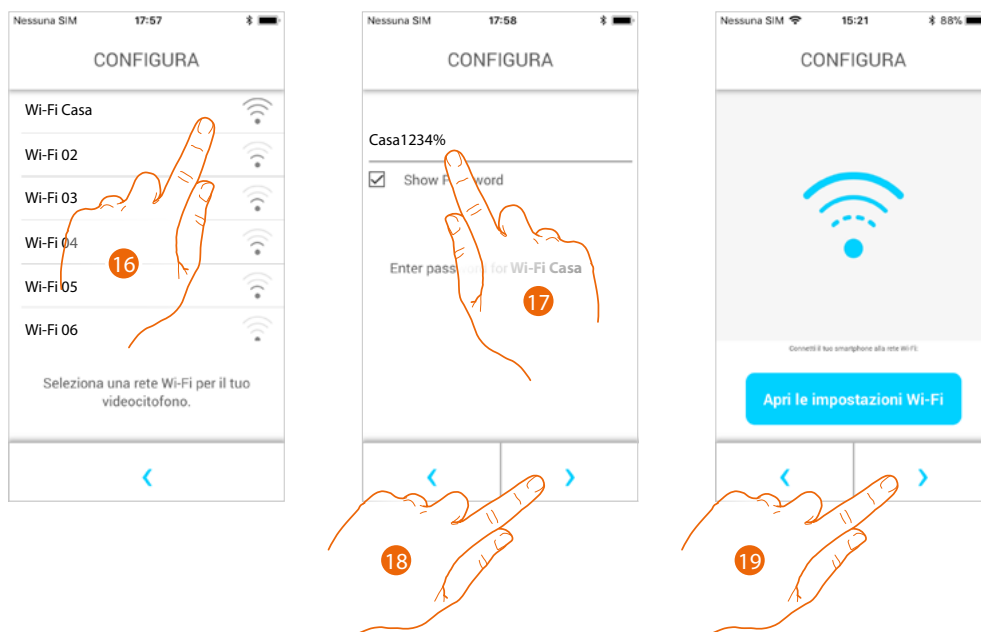 Nessuna SIM 17:57
CONFIGURA
Wi-Fi Casa
Wi-Fi 02
Wi-Fi 03
Wi-Fi 04
Wi-Fi 05
Wi-Fi 06
16
Seleziona una rete Wi-Fi per il tuo
videocitofono.
Nessuna SIM 17:58
CONFIGURA
Casa1234%
Show
Enter for Wi-Fi Casa
17
18
Nessuna SIM 15:21 88%
CONFIGURA
Connetti il tuo smartphone alla rete Wi-Fi:
Apri le impostazioni Wi-Fi
19